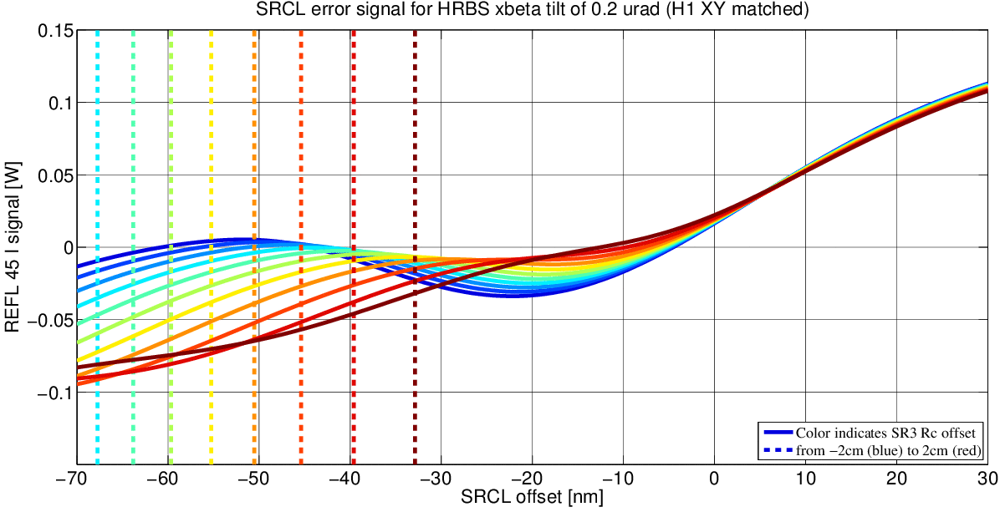 SRCL error signal for HRBS xbeta tilt of 0.2 urad (H1 XY matched)
0.15
0.1
0.05
0
−0.05
−0.1
REFL 45 I signal [W]
Color indicates SR3 Rc offset
from −2cm (blue) to 2cm (red)
−70 −60 −50 −40 −30 −20 −10 0 10 20 30
SRCL offset [nm]